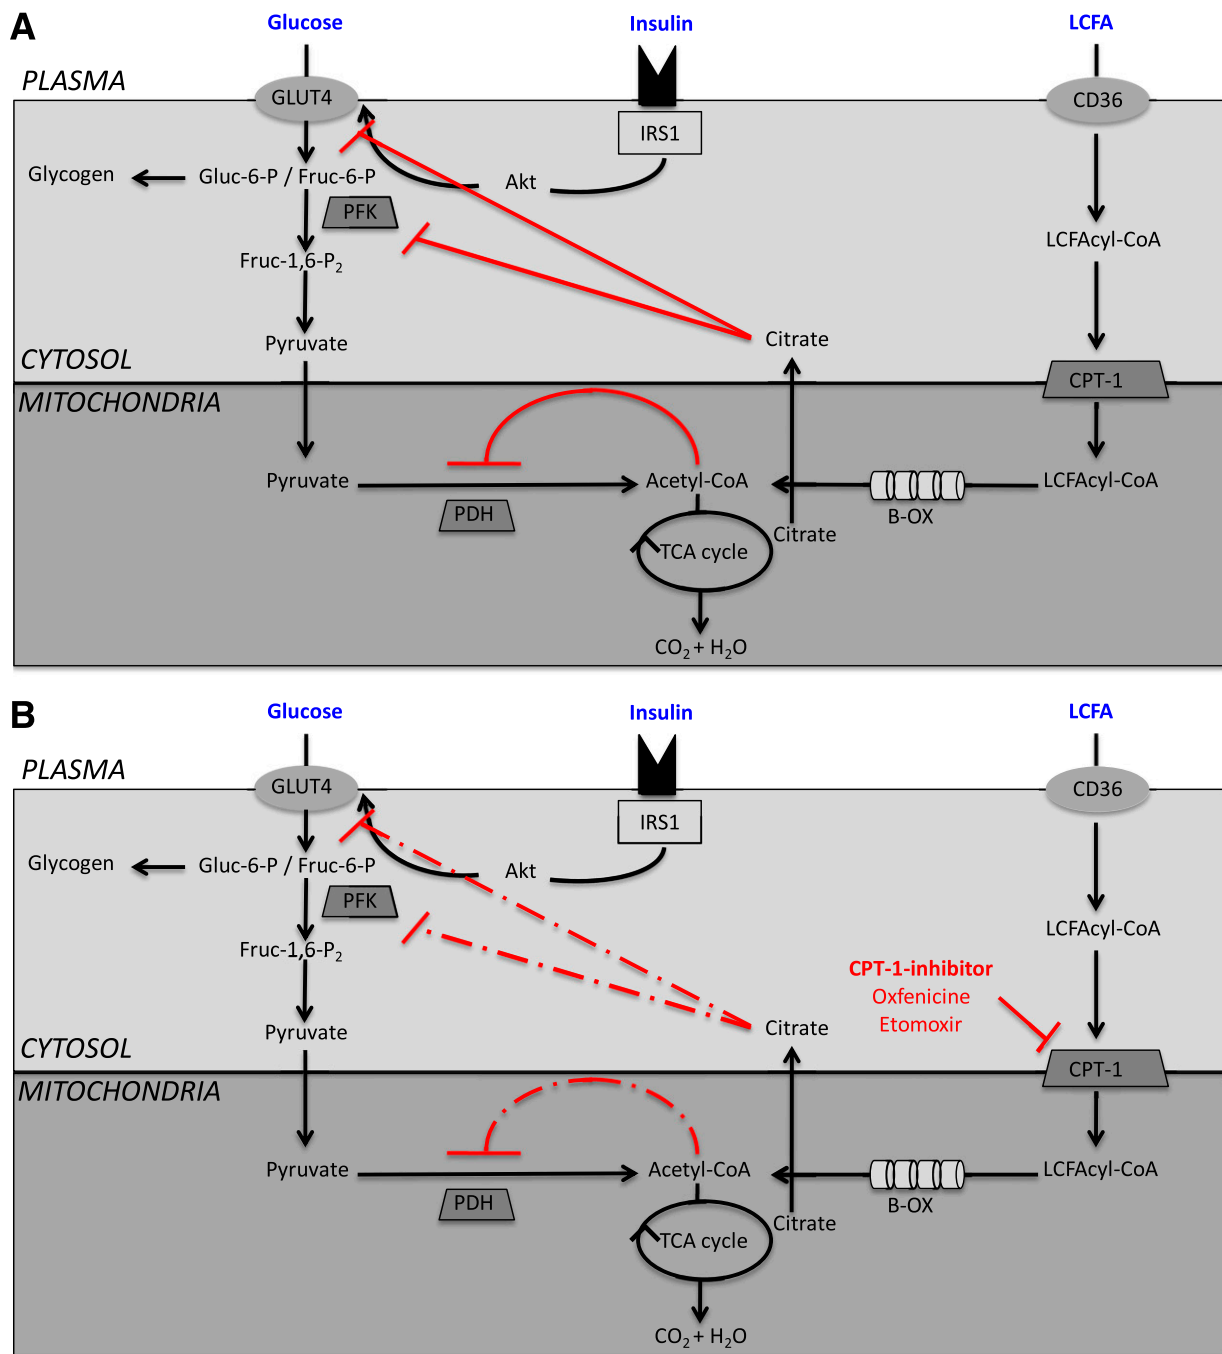 A
Glucose
Insulin
LCFA
PLASMA
GLUT4
CD36
IRS1
Glycogen
Gluc-6-P / Fruc-6-P
Akt
PFK
LCFAcyl-CoA
Fruc-1,6-P₂
Pyruvate
Citrate
CYTOSOL
CPT-1
MITOCHONDRIA
Pyruvate
Acetyl-CoA
LCFAcyl-CoA
PDH
B-OX
Citrate
TCA cycle
CO₂ + H₂O
B
Glucose
Insulin
LCFA
PLASMA
GLUT4
CD36
IRS1
Glycogen
Gluc-6-P / Fruc-6-P
Akt
PFK
LCFAcyl-CoA
Fruc-1,6-P₂
CPT-1-inhibitor
Oxfenicine
Etomoxir
Pyruvate
Citrate
CYTOSOL
CPT-1
MITOCHONDRIA
Pyruvate
Acetyl-CoA
LCFAcyl-CoA
PDH
B-OX
Citrate
TCA cycle
CO₂ + H₂O